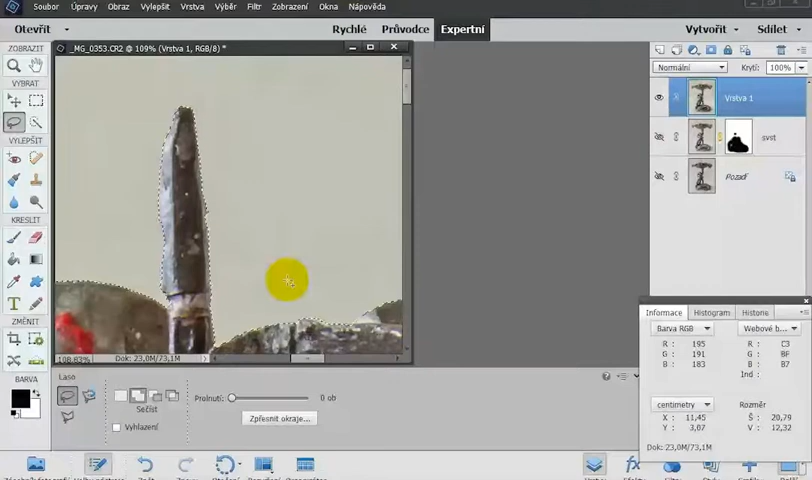 Soubor Úpravy Obraz Vylepšit Vrstva Výběr Filtr Zobrazení Okna Nápověda
Otevřít Rychlé Průvodce Expertní Vytvořit Sdílet
ZOBRAZIT
_MG_0353.CR2 @ 109% (Vrstva 1, RGB/8) *
Normální Krytí: 100%
VYBRAT
Vrstva 1
VYLEPŠIT
svst
Pozadí
KRESLIT
ZMĚNIT
Informace Histogram Historie
Barva RGB Webové b...
R : 195 R : C3
G : 191 G : BF
B : 183 B : B7
Ind :
108,83% Dok: 23,0M/73,1M
BARVA
Laso
Prolnutí: 0 ob
Sečíst
Vyhlazení
Zpřesnit okraje...
centimetry Rozměr
X : 11,45 Š : 20,79
Y : 3,07 V : 12,32
Dok: 23,0M/73,1M